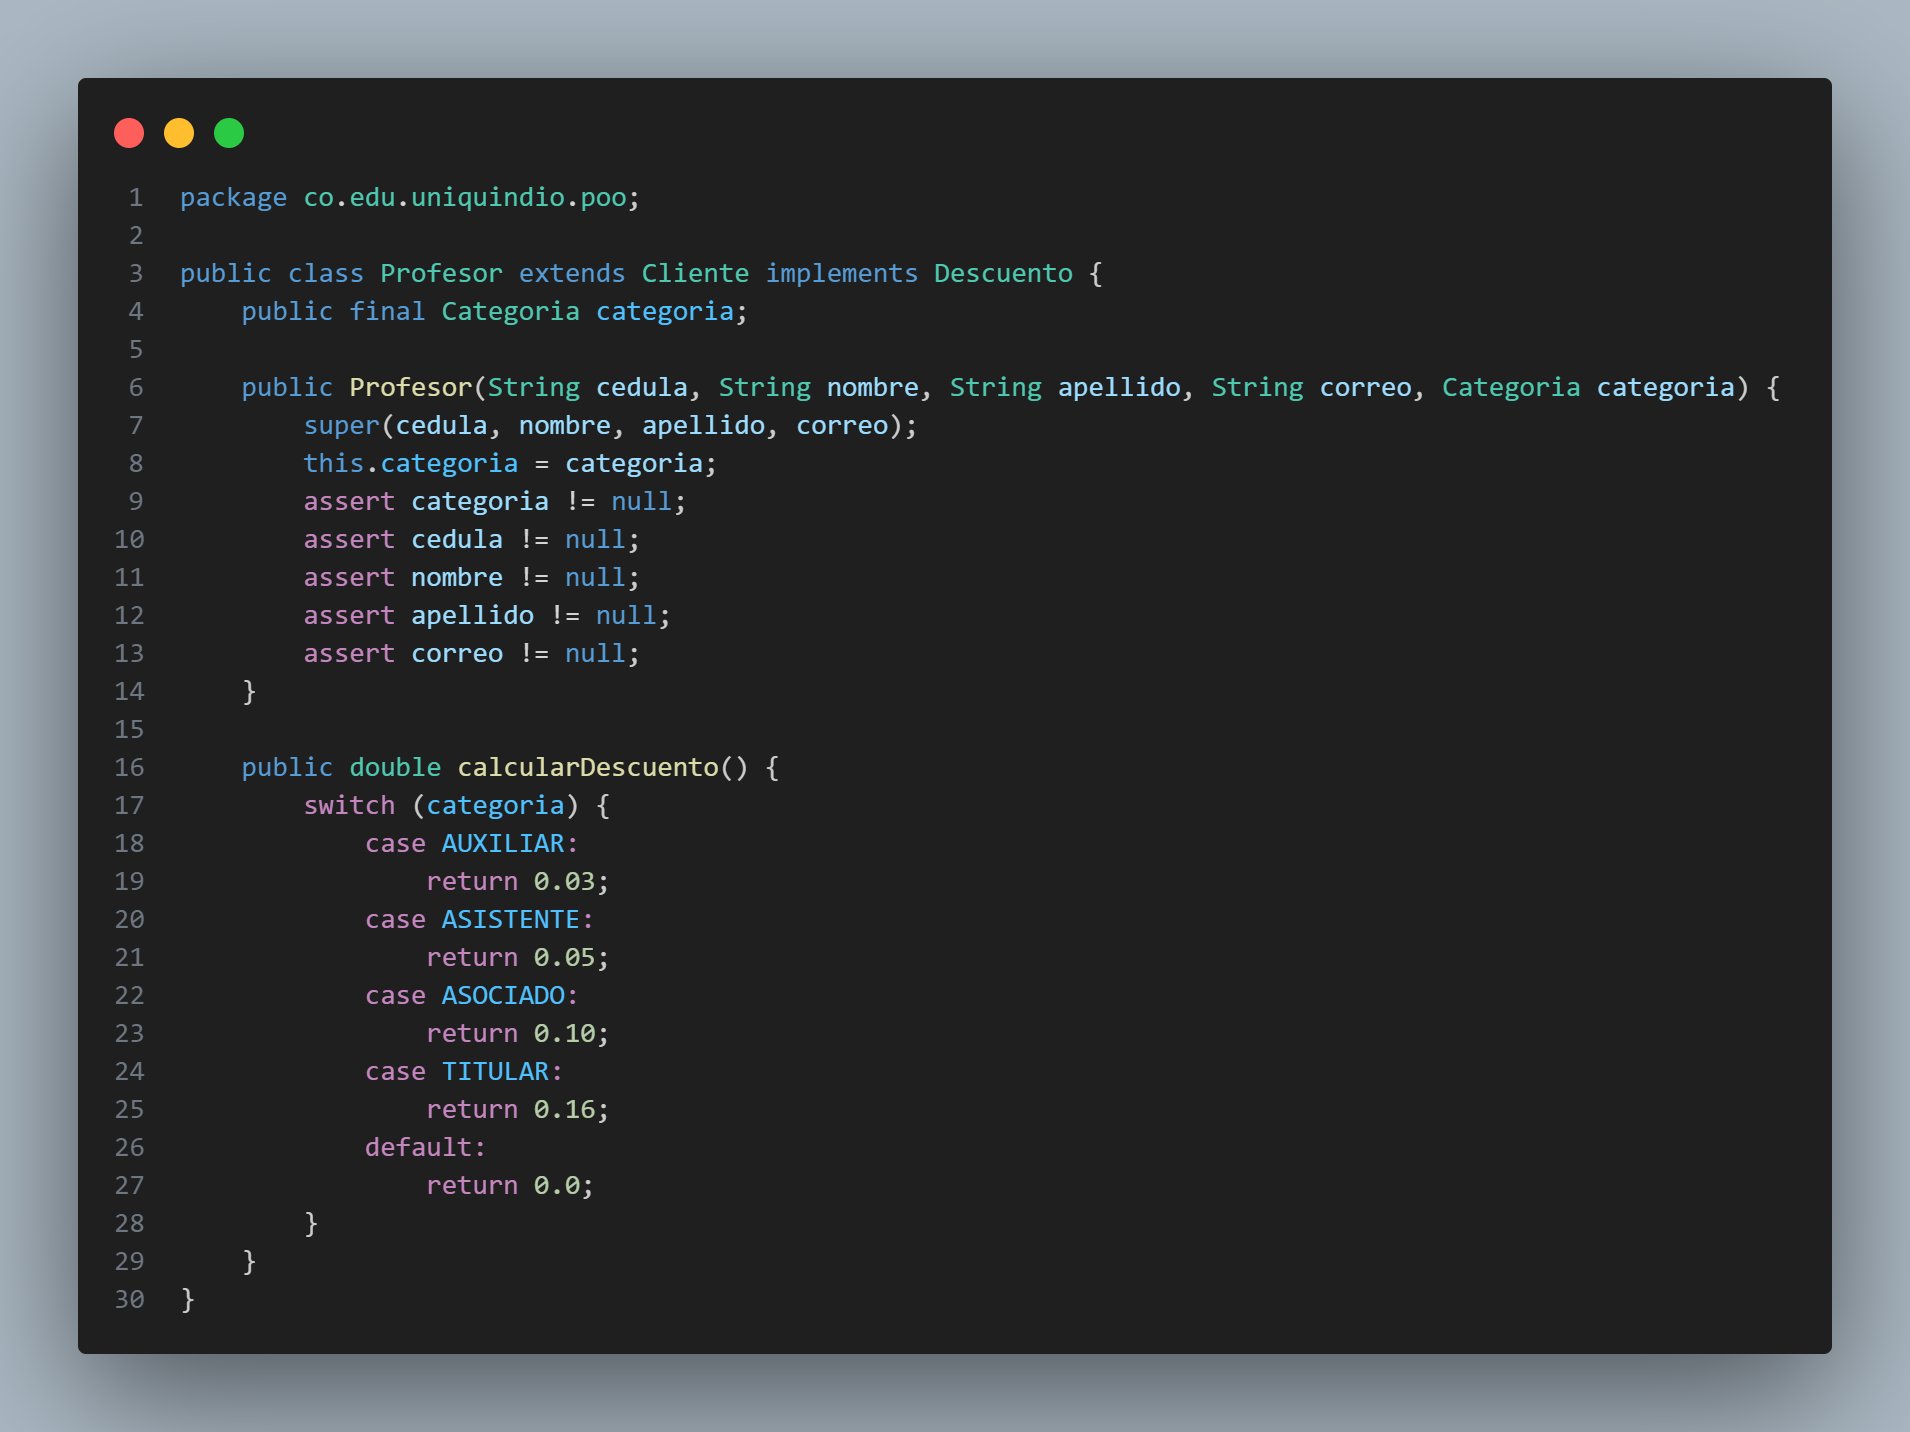 1 package co.edu.uniquindio.poo;
2
3 public class Profesor extends Cliente implements Descuento {
4     public final Categoria categoria;
5
6     public Profesor(String cedula, String nombre, String apellido, String correo, Categoria categoria) {
7         super(cedula, nombre, apellido, correo);
8         this.categoria = categoria;
9         assert categoria != null;
10         assert cedula != null;
11         assert nombre != null;
12         assert apellido != null;
13         assert correo != null;
14     }
15
16     public double calcularDescuento() {
17         switch (categoria) {
18             case AUXILIAR:
19                 return 0.03;
20             case ASISTENTE:
21                 return 0.05;
22             case ASOCIADO:
23                 return 0.10;
24             case TITULAR:
25                 return 0.16;
26             default:
27                 return 0.0;
28         }
29     }
30 }